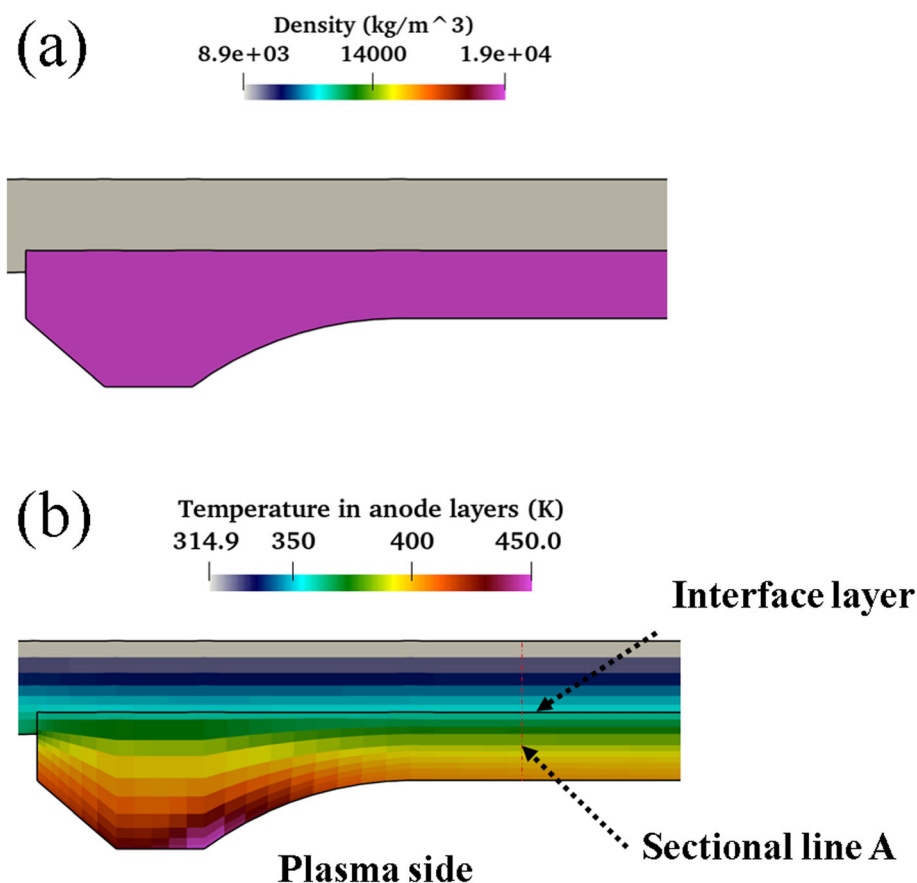 (a)
Density (kg/m^3)
8.9e+03 14000 1.9e+04
(b)
Temperature in anode layers (K)
314.9 350 400 450.0
Interface layer
Sectional line A
Plasma side